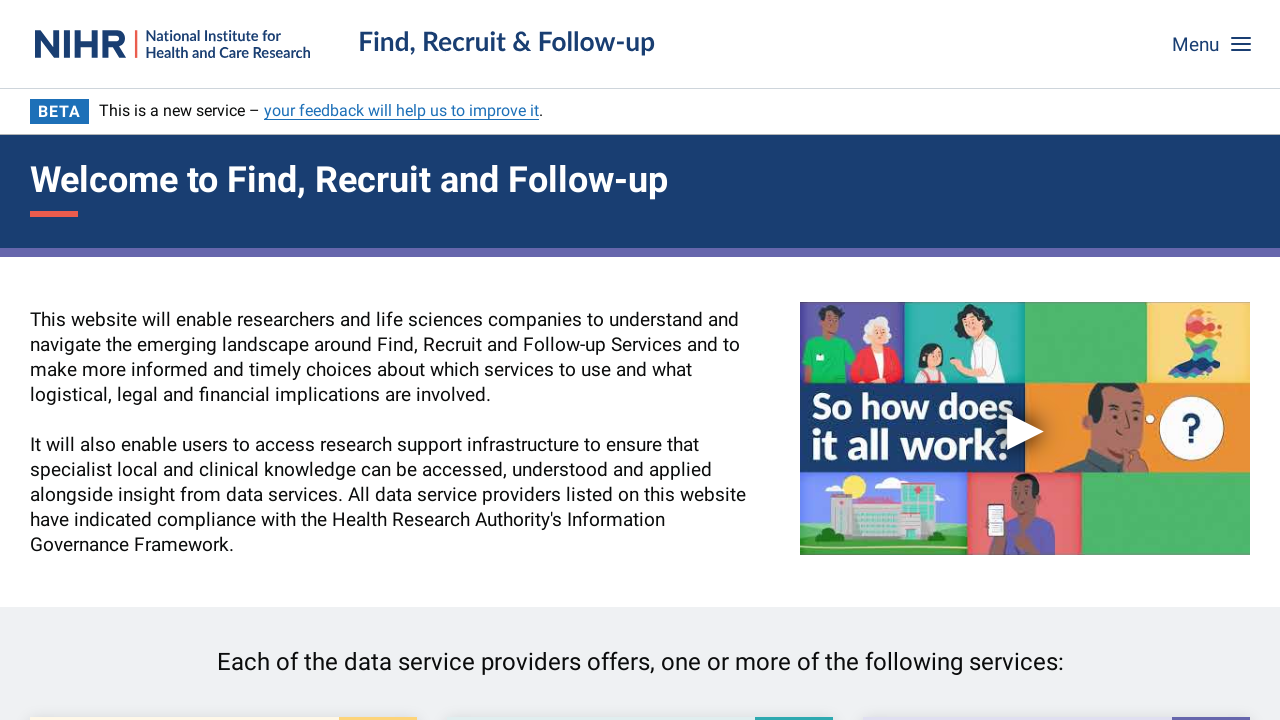 NIHR | National Institute for
Health and Care Research
Find, Recruit & Follow-up
Menu
BETA This is a new service – your feedback will help us to improve it.
Welcome to Find, Recruit and Follow-up
This website will enable researchers and life sciences companies to understand and
navigate the emerging landscape around Find, Recruit and Follow-up Services and to
make more informed and timely choices about which services to use and what
logistical, legal and financial implications are involved.
It will also enable users to access research support infrastructure to ensure that
specialist local and clinical knowledge can be accessed, understood and applied
alongside insight from data services. All data service providers listed on this website
have indicated compliance with the Health Research Authority's Information
Governance Framework.
So how does
it all work?
?
Each of the data service providers offers, one or more of the following services: